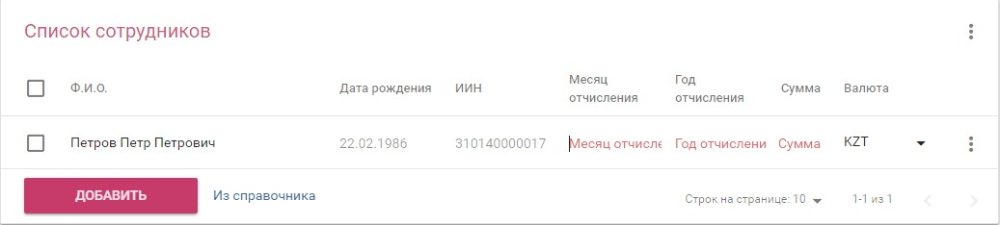 Список сотрудников
Ф.И.О. Дата рождения ИИН Месяц отчисления Год отчисления Сумма Валюта
Петров Петр Петрович 22.02.1986 310140000017 Месяц отчисле Год отчислени Сумма KZT
ДОБАВИТЬ Из справочника Строк на странице: 10 1-1 из 1